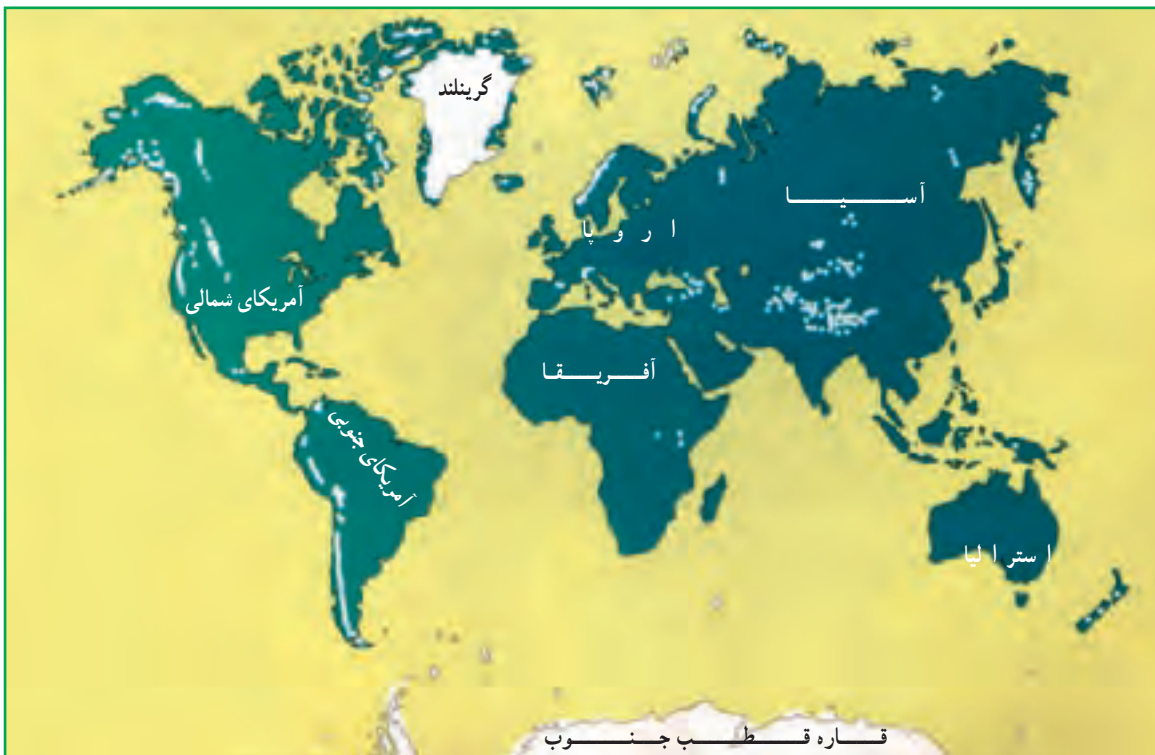 گرینلند
آسیا
اروپا
آمریکای شمالی
آفریقا
آمریکای جنوبی
استرالیا
قاره قطب جنوب